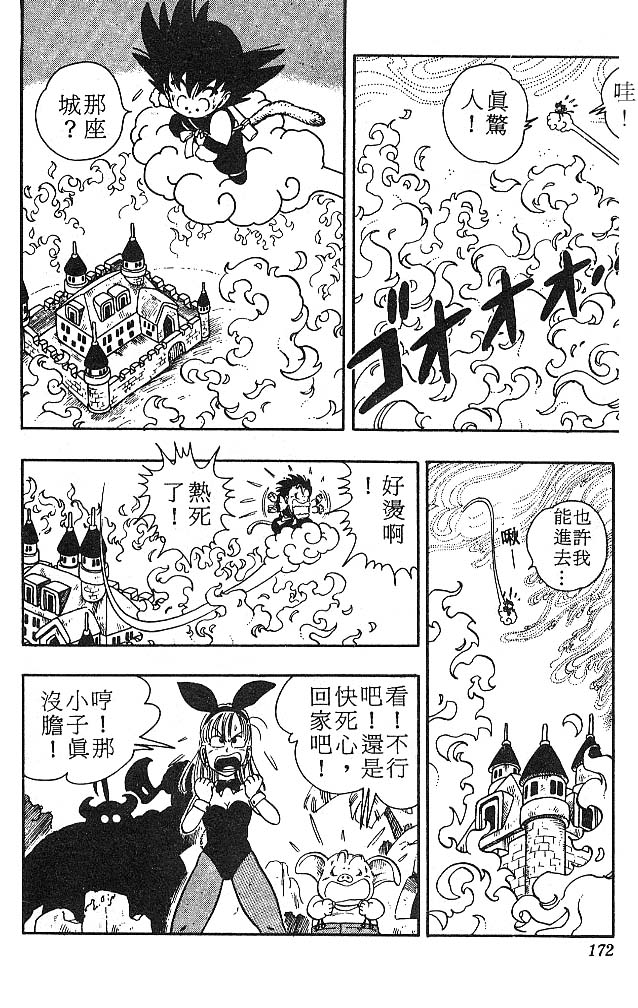 哇！
真驚
人！
ゴオオオ
那座
城？
也許我
能進去…
啾—
好燙啊
！
熱死
了！
看！不行
吧！還是
快死心，
回家吧！
哼！那
小子真
沒膽！
172